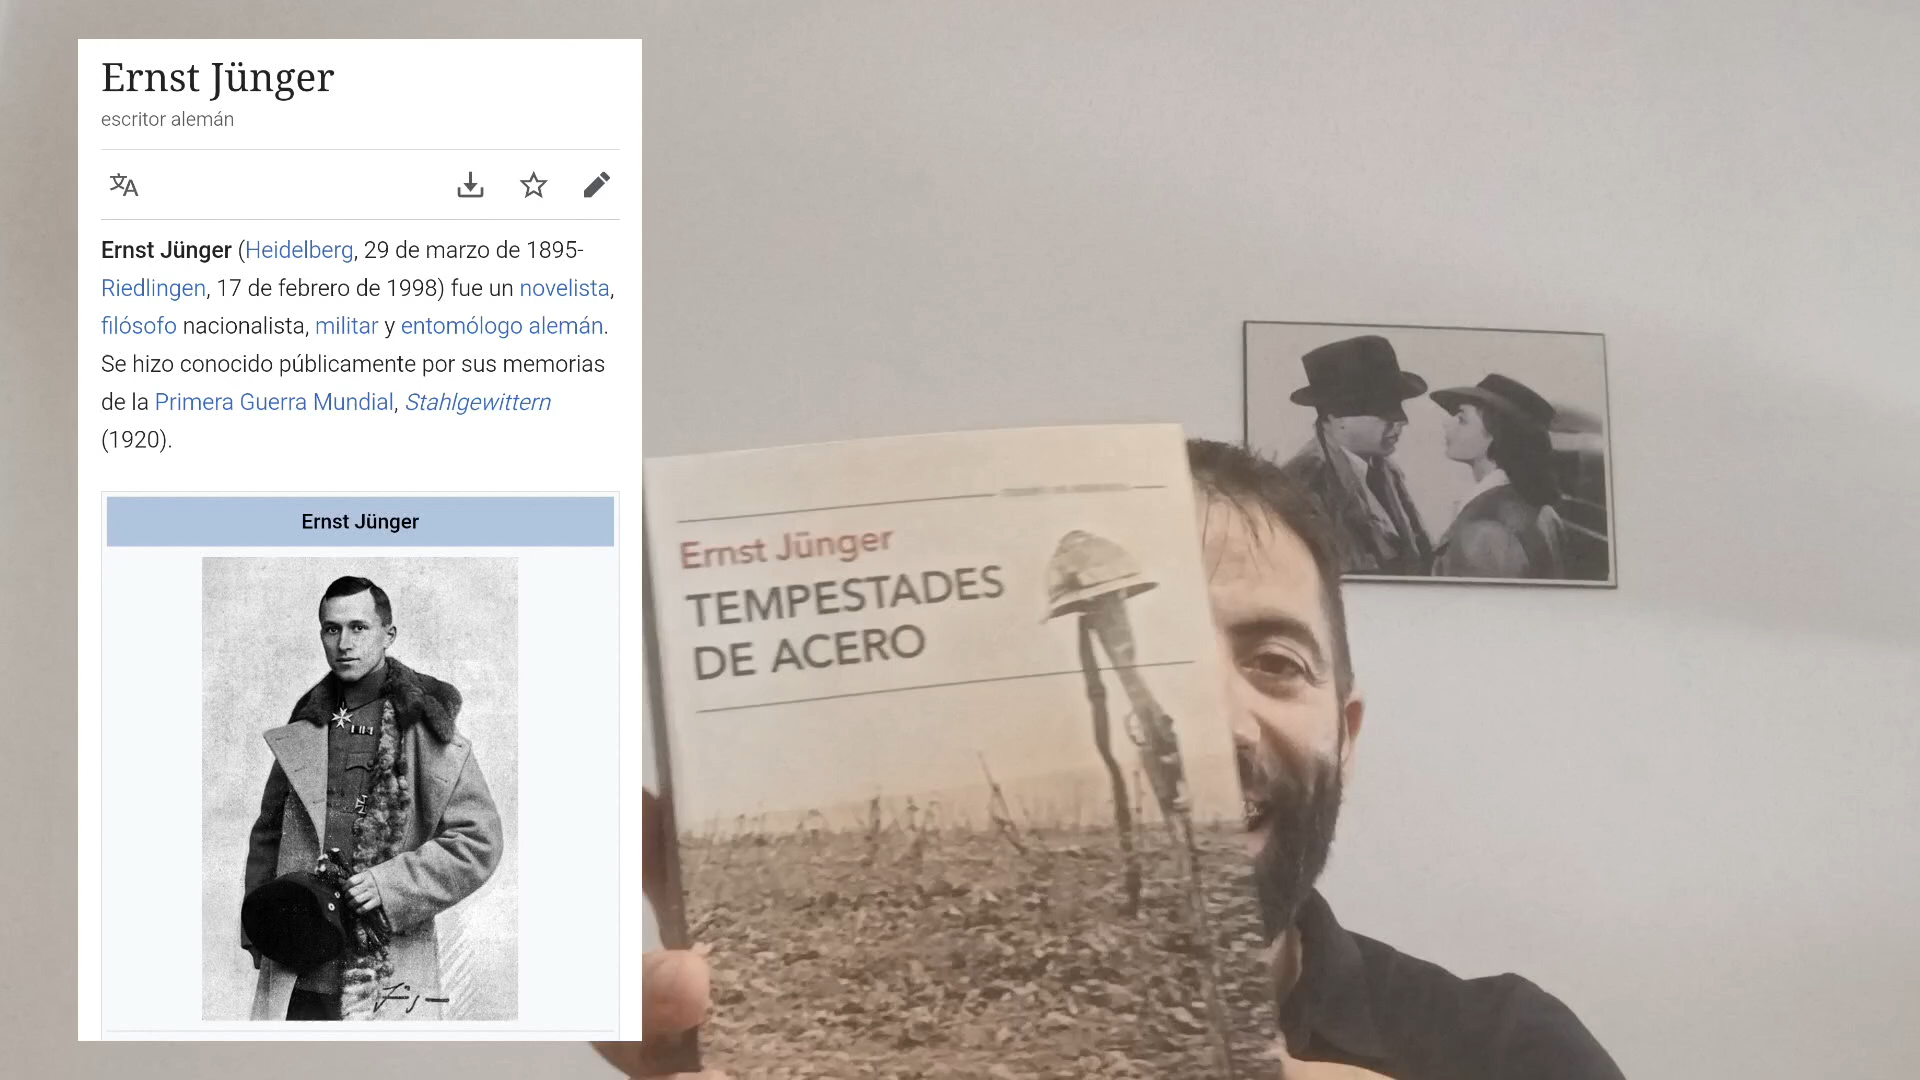 Ernst Jünger
escritor alemán
Ernst Jünger (Heidelberg, 29 de marzo de 1895-
Riedlingen, 17 de febrero de 1998) fue un novelista,
filósofo nacionalista, militar y entomólogo alemán.
Se hizo conocido públicamente por sus memorias
de la Primera Guerra Mundial, Stahlgewittern
(1920).
Ernst Jünger
Ernst Jünger
TEMPESTADES
DE ACERO